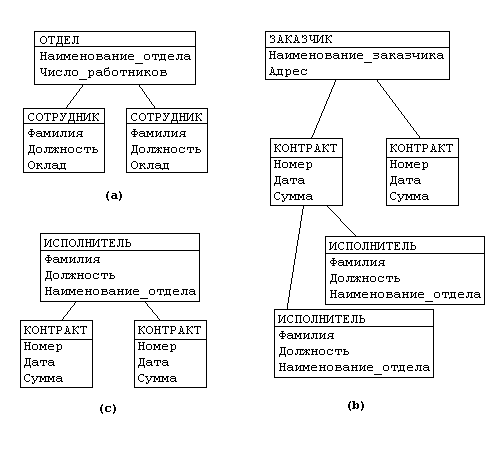 ОТДЕЛ
Наименование_отдела
Число_работников
СОТРУДНИК
Фамилия
Должность
Оклад
СОТРУДНИК
Фамилия
Должность
Оклад
(a)
ЗАКАЗЧИК
Наименование_заказчика
Адрес
КОНТРАКТ
Номер
Дата
Сумма
КОНТРАКТ
Номер
Дата
Сумма
ИСПОЛНИТЕЛЬ
Фамилия
Должность
Наименование_отдела
ИСПОЛНИТЕЛЬ
Фамилия
Должность
Наименование_отдела
(b)
ИСПОЛНИТЕЛЬ
Фамилия
Должность
Наименование_отдела
КОНТРАКТ
Номер
Дата
Сумма
КОНТРАКТ
Номер
Дата
Сумма
(c)